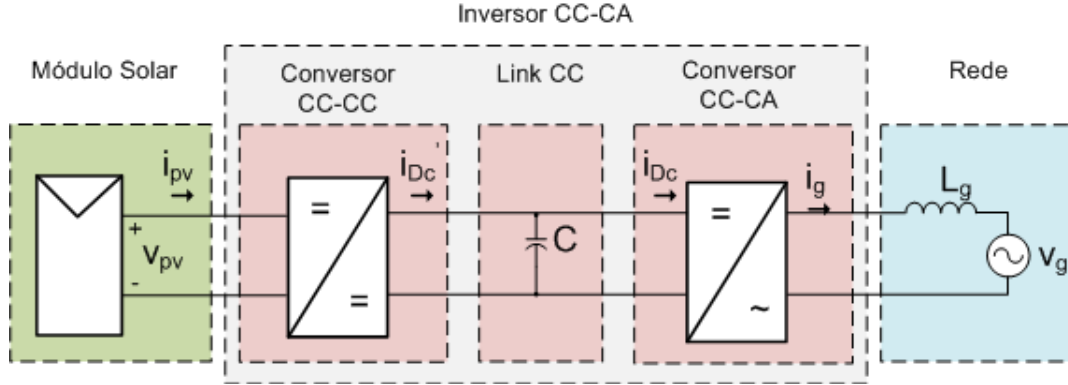 Inversor CC-CA
Módulo Solar
Conversor
CC-CC
Link CC
Conversor
CC-CA
Rede
i_pv
i_Dc'
i_Dc
i_g
L_g
=
=
=
~
+
v_pv
-
C
v_g